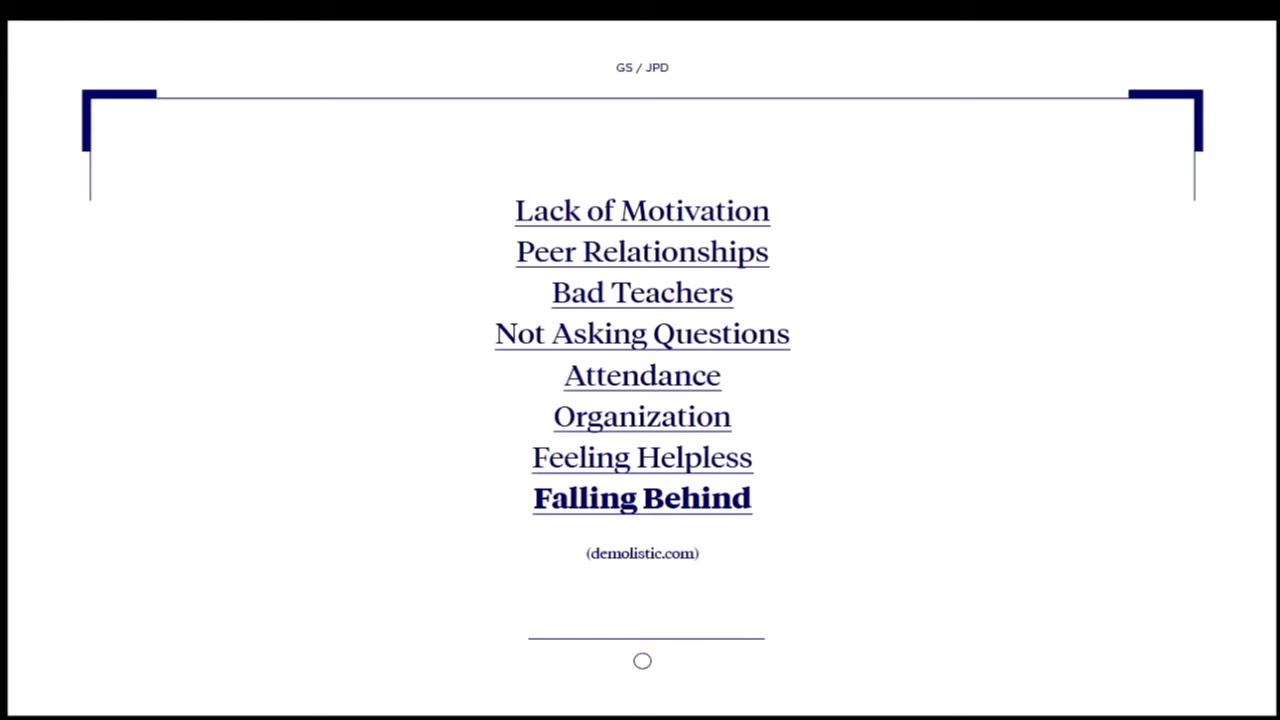 GS / JPD
Lack of Motivation
Peer Relationships
Bad Teachers
Not Asking Questions
Attendance
Organization
Feeling Helpless
Falling Behind
(demolistic.com)